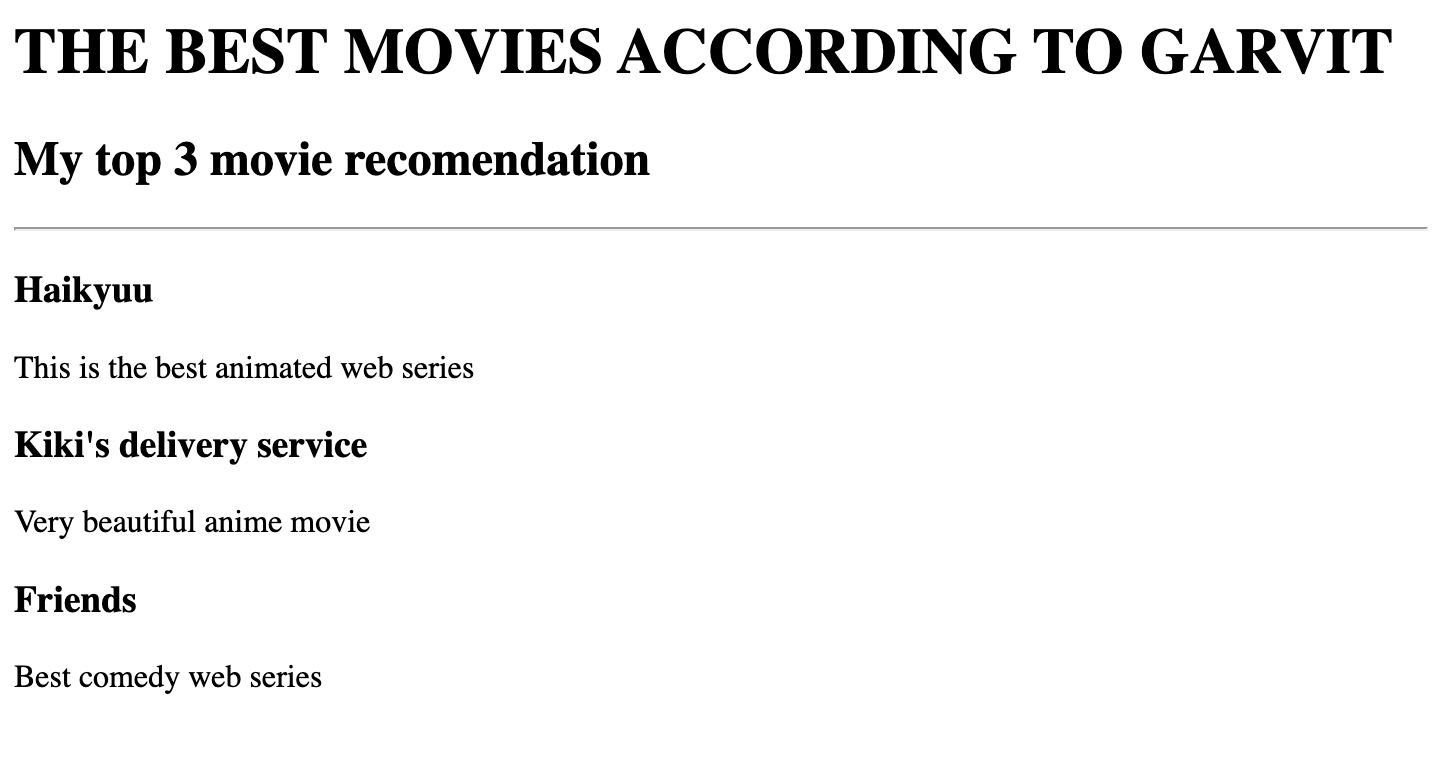 THE BEST MOVIES ACCORDING TO GARVIT
My top 3 movie recomendation
Haikyuu
This is the best animated web series
Kiki's delivery service
Very beautiful anime movie
Friends
Best comedy web series